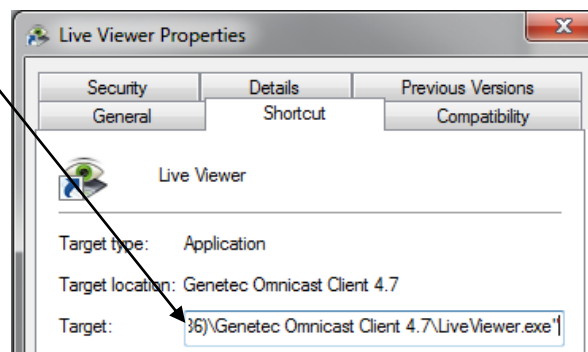 Live Viewer Properties
Security Details Previous Versions
General Shortcut Compatibility
Live Viewer
Target type: Application
Target location: Genetec Omnicast Client 4.7
Target: 36)\Genetec Omnicast Client 4.7\LiveViewer.exe"